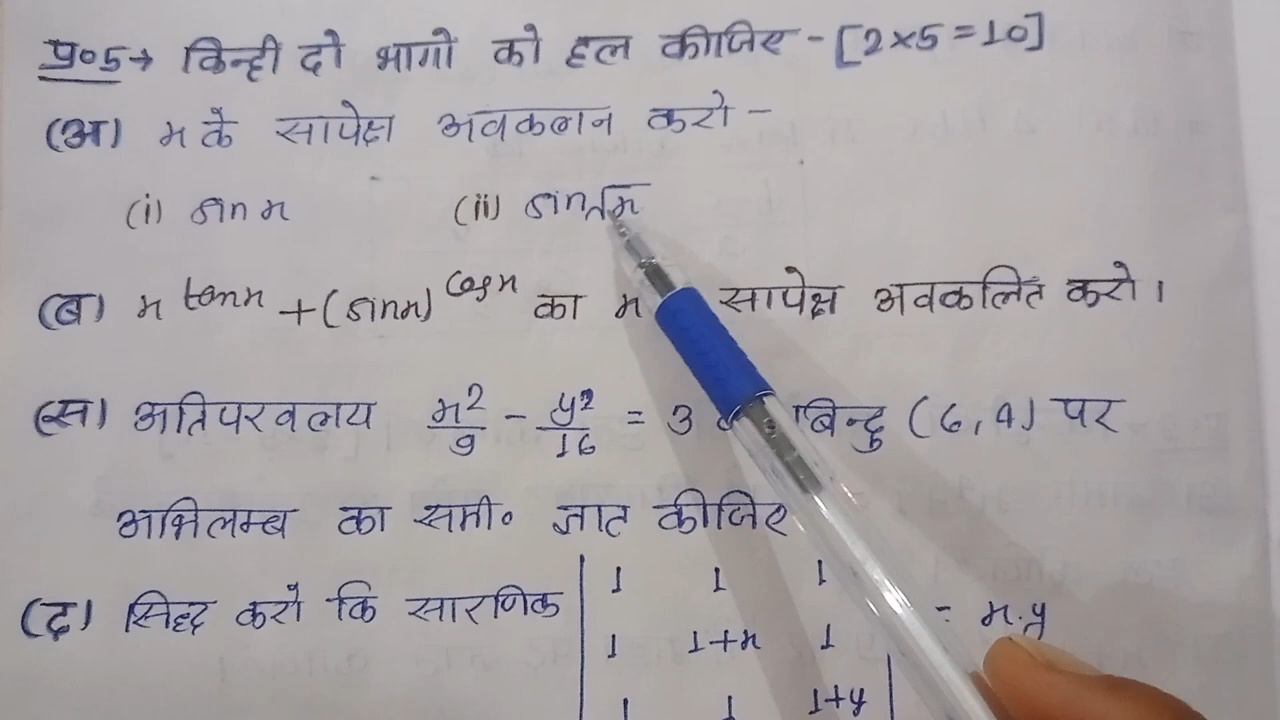 प्र०5→ किन्ही दो भागो को हल कीजिए - [2×5=10]
(अ) x के सापेक्ष अवकलन करो -
(i) sin x (ii) sin√x
(ब) x^tanx + (sinx)^cosx का x सापेक्ष अवकलित करो।
(स) अतिपरवलय x²/9 - y²/16 = 3 बिन्दु (6,4) पर
अभिलम्ब का समी० ज्ञात कीजिए
(द) सिद्द करो कि सारणिक | 1 1 1
1 1+x 1 = x.y
1 1 1+y |